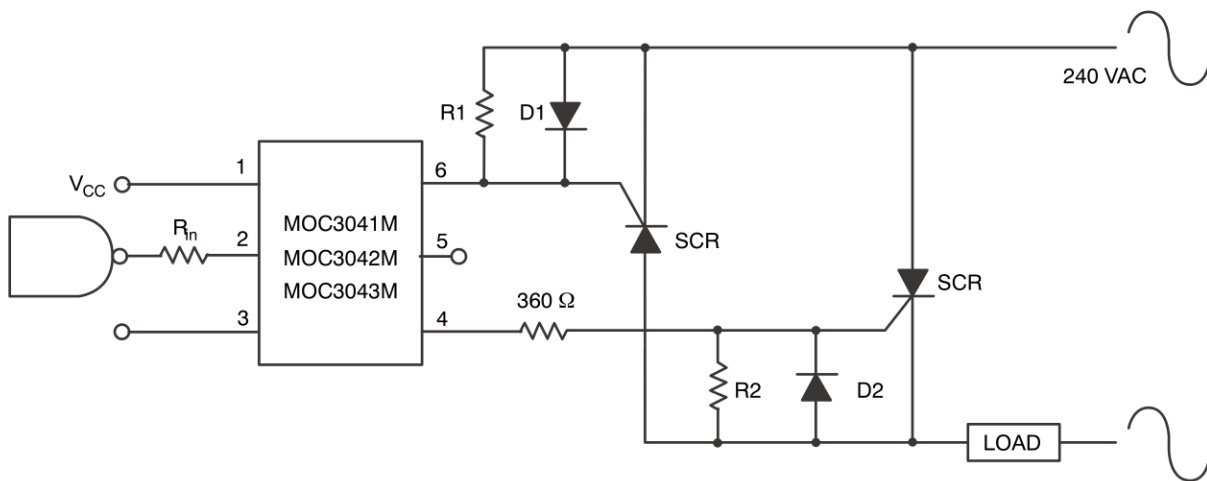 240 VAC
R1
D1
1
6
V_CC
MOC3041M
R_in
2
5
SCR
MOC3042M
SCR
MOC3043M
360 Ω
3
4
R2
D2
LOAD